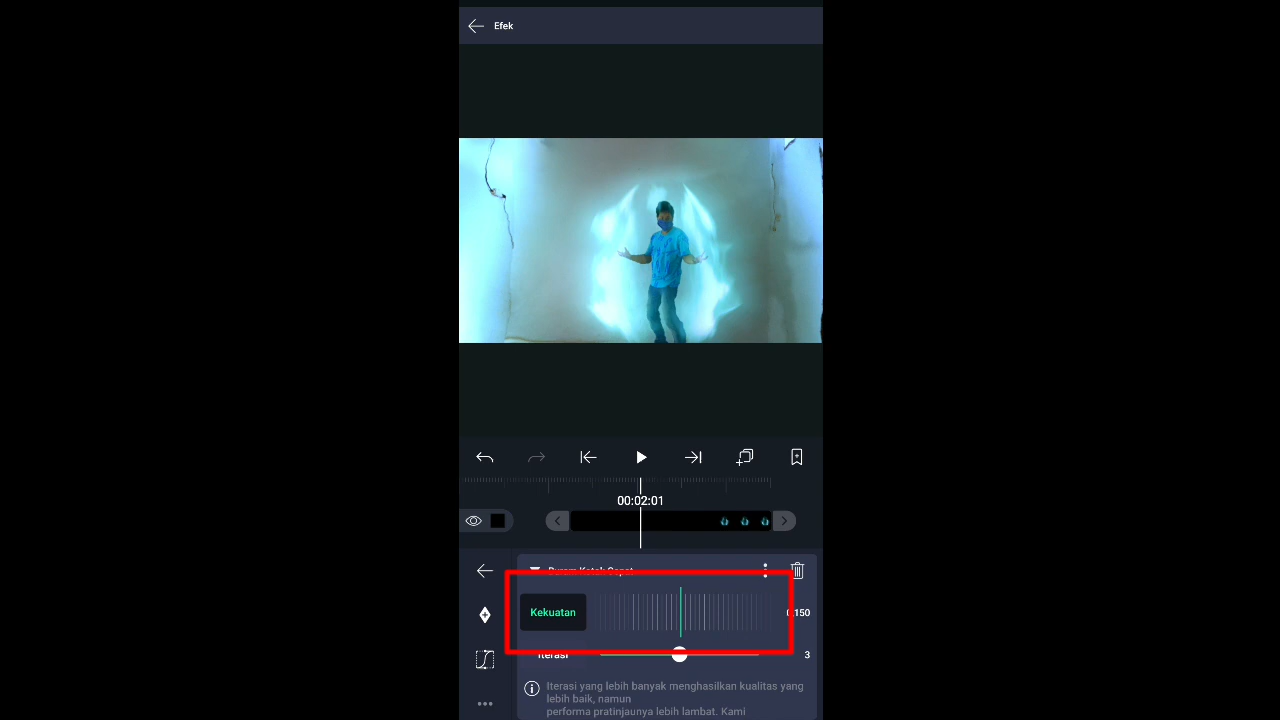 Efek
00:02:01
Kekuatan
Iterasi
3
Iterasi yang lebih banyak menghasilkan kualitas yang
lebih baik, namun
performa pratinjaunya lebih lambat. Kami